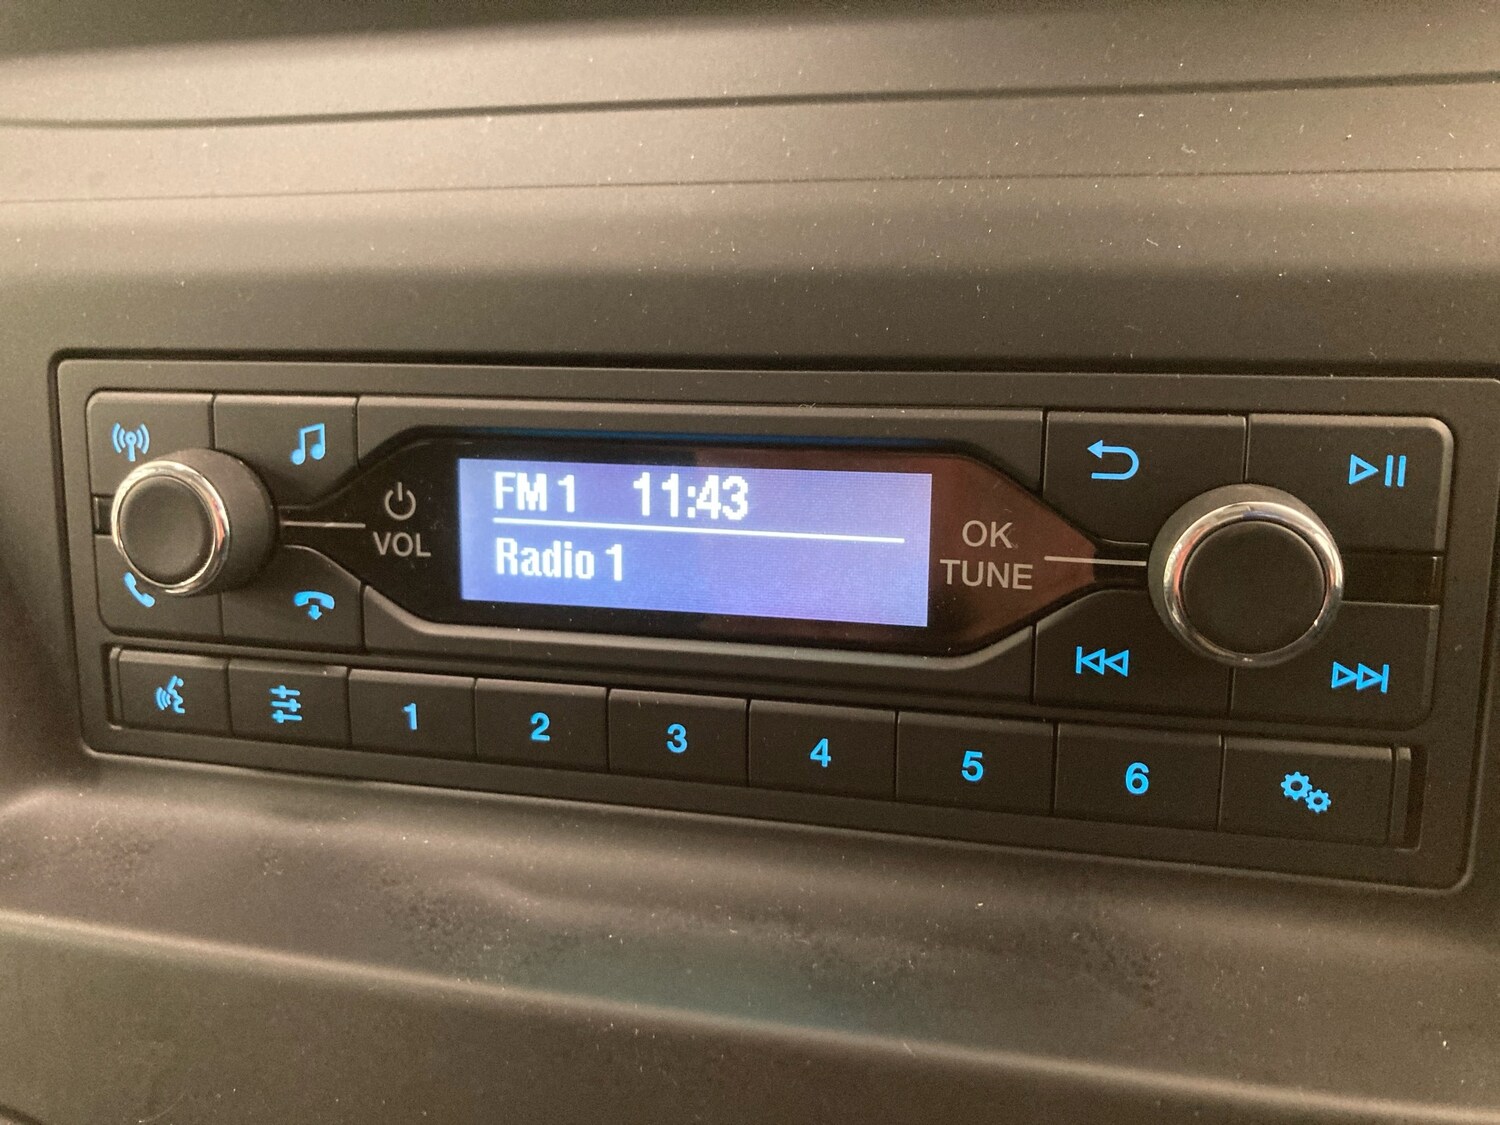 FM 1 11:43
Radio 1
VOL
OK
TUNE
1 2 3 4 5 6